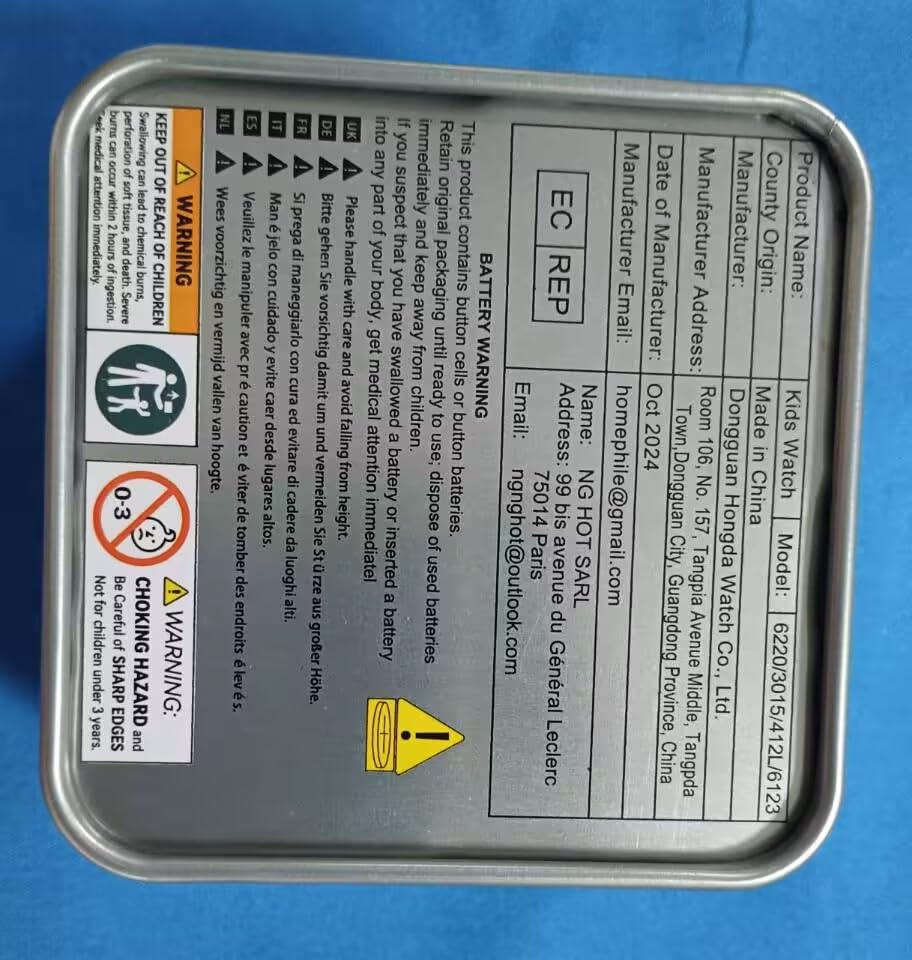 Product Name: Kids Watch Model: 6220/3015/412L/6123
County Origin: Made in China
Manufacturer: Dongguan Hongda Watch Co., Ltd.
Manufacturer Address: Room 106, No. 157, Tangpia Avenue Middle, Tangpda
Town,Dongguan City, Guangdong Province, China
Date of Manufacturer: Oct 2024
Manufacturer Email: homephile@gmail.com
EC REP
Name: NG HOT SARL
Address: 99 bis avenue du Général Leclerc
75014 Paris
Email: ngnghot@outlook.com
BATTERY WARNING
This product contains button cells or button batteries.
Retain original packaging until ready to use; dispose of used batteries
immediately and keep away from children.
If you suspect that you have swallowed a battery or inserted a battery
into any part of your body, get medical attention immediatel
UK Please handle with care and avoid falling from height.
DE Bitte gehen Sie vorsichtig damit um und vermeiden Sie St ü rze aus großer Höhe.
FR Si prega di maneggiarlo con cura ed evitare di cadere da luoghi alti.
IT Man é jelo con cuidado y evite caer desde lugares altos.
ES Veuillez le manipuler avec pr é caution et é viter de tomber des endroits é lev é s.
NL Wees voorzichtig en vermijd vallen van hoogte.
WARNING
KEEP OUT OF REACH OF CHILDREN
Swallowing can lead to chemical burns,
perforation of soft tissue, and death. Severe
burns can occur within 2 hours of ingestion.
medical attention immediately.
0-3
WARNING:
CHOKING HAZARD and
Be Careful of SHARP EDGES
Not for children under 3 years.